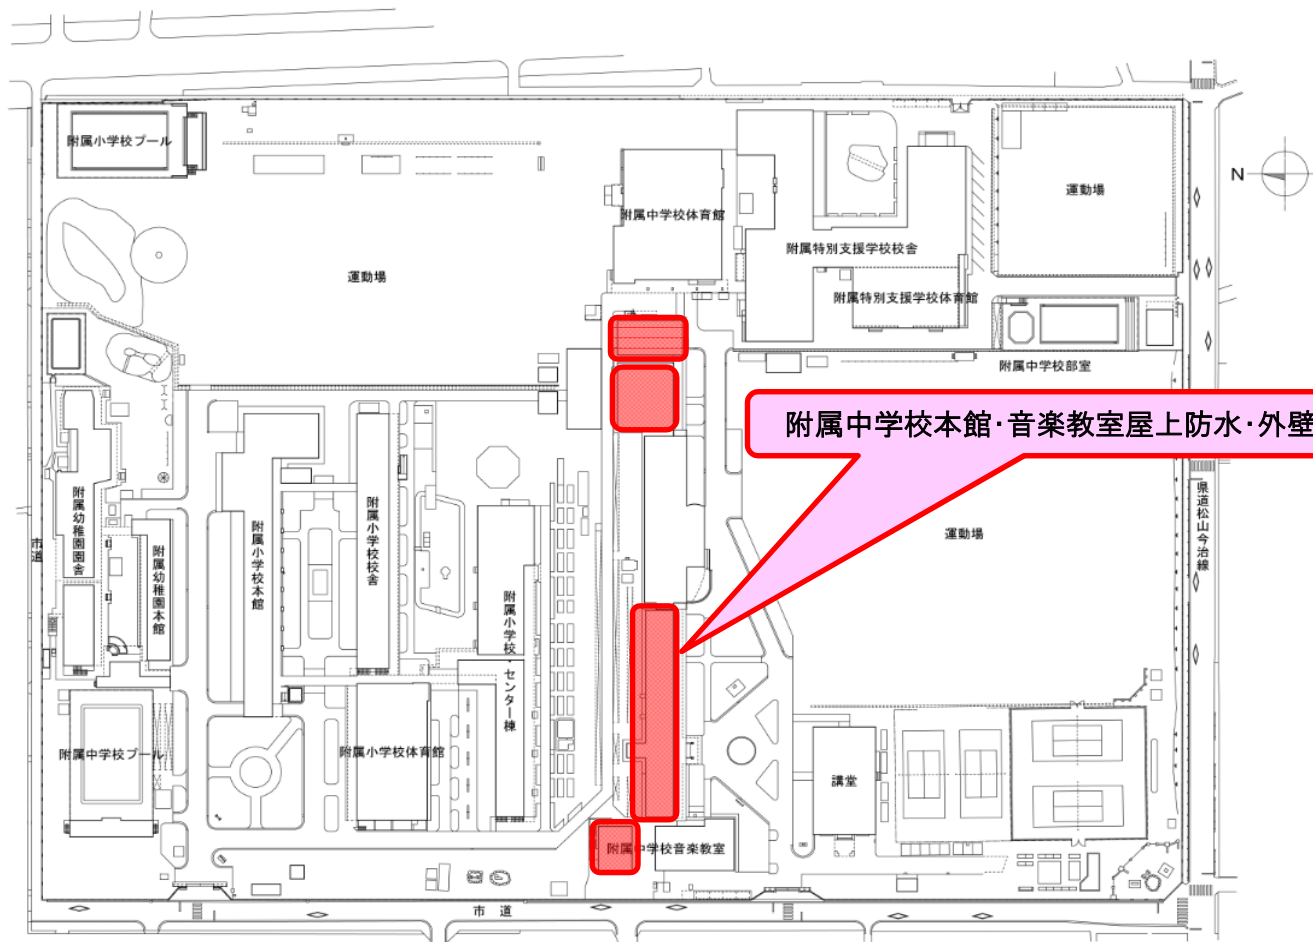 附属小学校プール
N
運動場
附属中学校体育館
運動場
附属特別支援学校校舎
附属特別支援学校体育館
附属中学校部室
附属中学校本館･音楽教室屋上防水･外壁
県道松山今治線
運動場
市道
附属幼稚園園舎
附属幼稚園本館
附属小学校本館
附属小学校校舎
附属小学校・センター棟
附属中学校プール
附属小学校体育館
講堂
附属中学校音楽教室
市道